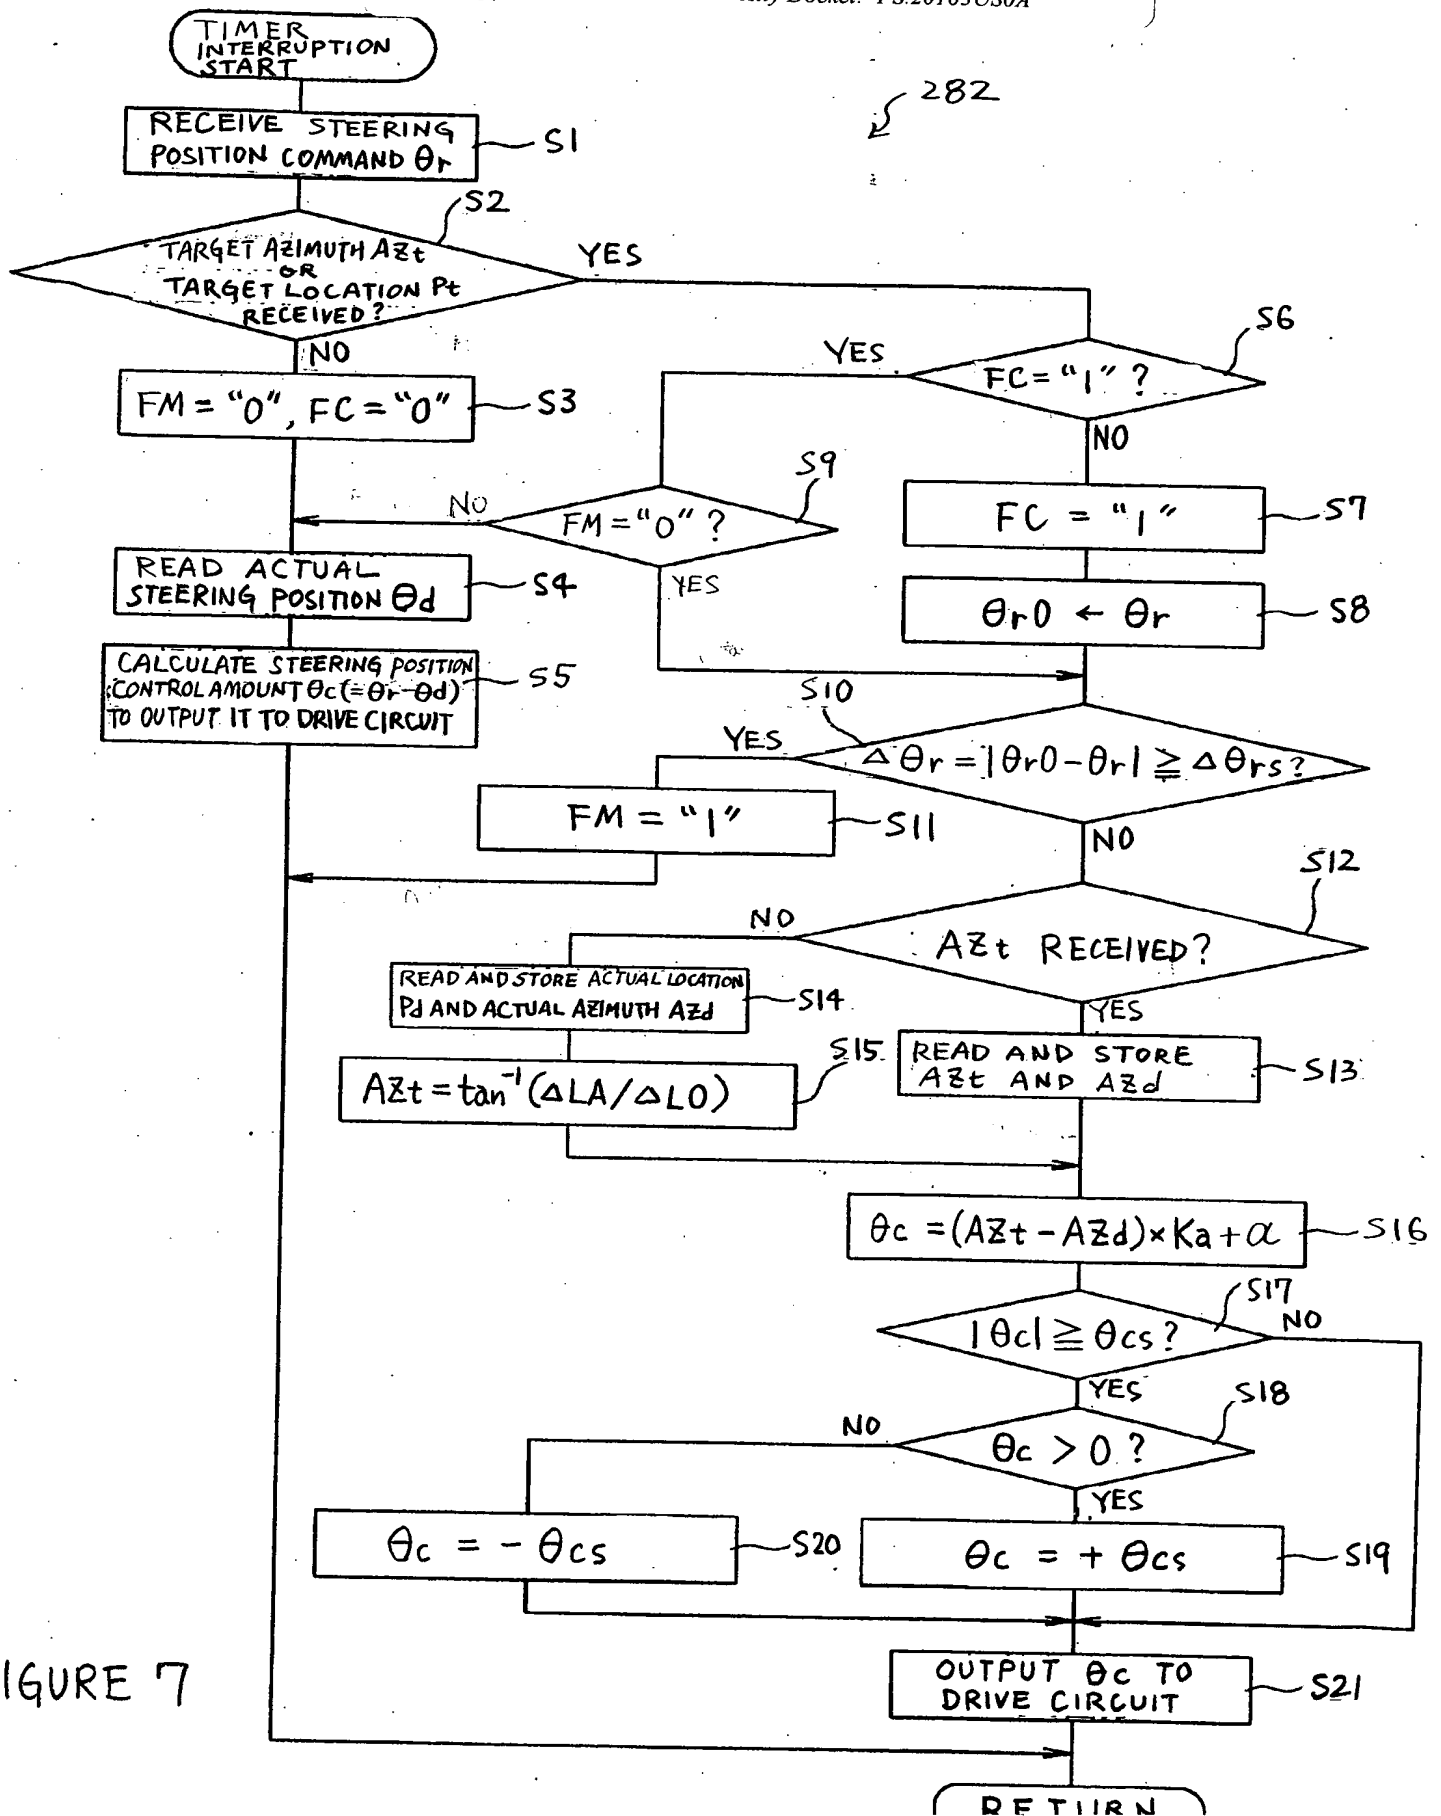 Docket: PS.20105US0A
TIMER
INTERRUPTION
START
282
RECEIVE STEERING
POSITION COMMAND θr
S1
S2
TARGET AZIMUTH AZt
OR
TARGET LOCATION Pt
RECEIVED?
YES
NO
S6
FC = "1" ?
YES
NO
FM = "0", FC = "0"
S3
S9
FM = "0" ?
NO
YES
FC = "1"
S7
READ ACTUAL
STEERING POSITION θd
S4
θr0 ← θr
S8
CALCULATE STEERING POSITION
CONTROL AMOUNT θc (= θr - θd)
TO OUTPUT IT TO DRIVE CIRCUIT
S5
S10
YES
Δθr = |θr0 - θr| ≧ Δθrs?
NO
FM = "1"
S11
S12
NO
AZt RECEIVED?
YES
READ AND STORE ACTUAL LOCATION
Pd AND ACTUAL AZIMUTH AZd
S14
READ AND STORE
AZt AND AZd
S13
S15
AZt = tan⁻¹ (ΔLA/ΔLO)
θc = (AZt - AZd) × Ka + α
S16
S17
|θc| ≧ θcs?
NO
YES
S18
NO
θc > 0 ?
YES
θc = - θcs
S20
θc = + θcs
S19
OUTPUT θc TO
DRIVE CIRCUIT
S21
IGURE 7
RETURN